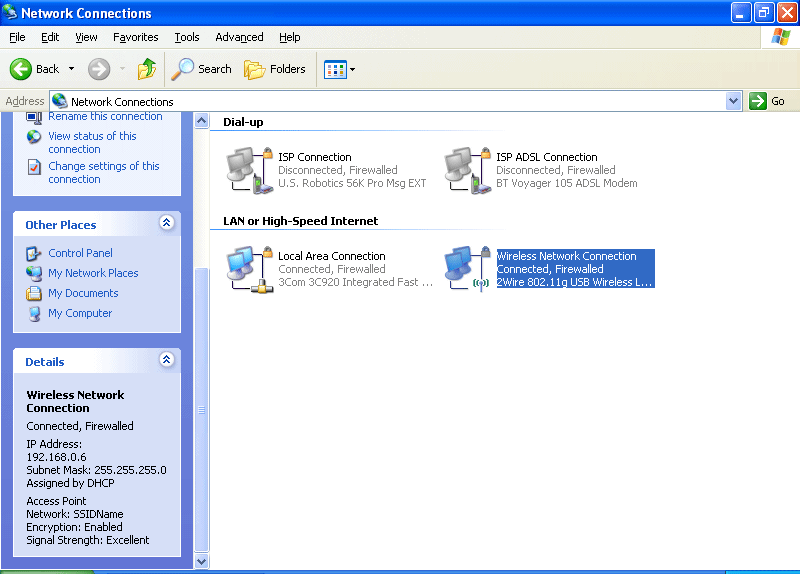 Network Connections
File Edit View Favorites Tools Advanced Help
Back Search Folders
Address Network Connections Go
Rename this connection
View status of this
connection
Change settings of this
connection
Other Places
Control Panel
My Network Places
My Documents
My Computer
Details
Wireless Network
Connection
Connected, Firewalled
IP Address:
192.168.0.6
Subnet Mask: 255.255.255.0
Assigned by DHCP
Access Point
Network: SSIDName
Encryption: Enabled
Signal Strength: Excellent
Dial-up
ISP Connection
Disconnected, Firewalled
U.S. Robotics 56K Pro Msg EXT
ISP ADSL Connection
Disconnected, Firewalled
BT Voyager 105 ADSL Modem
LAN or High-Speed Internet
Local Area Connection
Connected, Firewalled
3Com 3C920 Integrated Fast ...
Wireless Network Connection
Connected, Firewalled
2Wire 802.11g USB Wireless L...